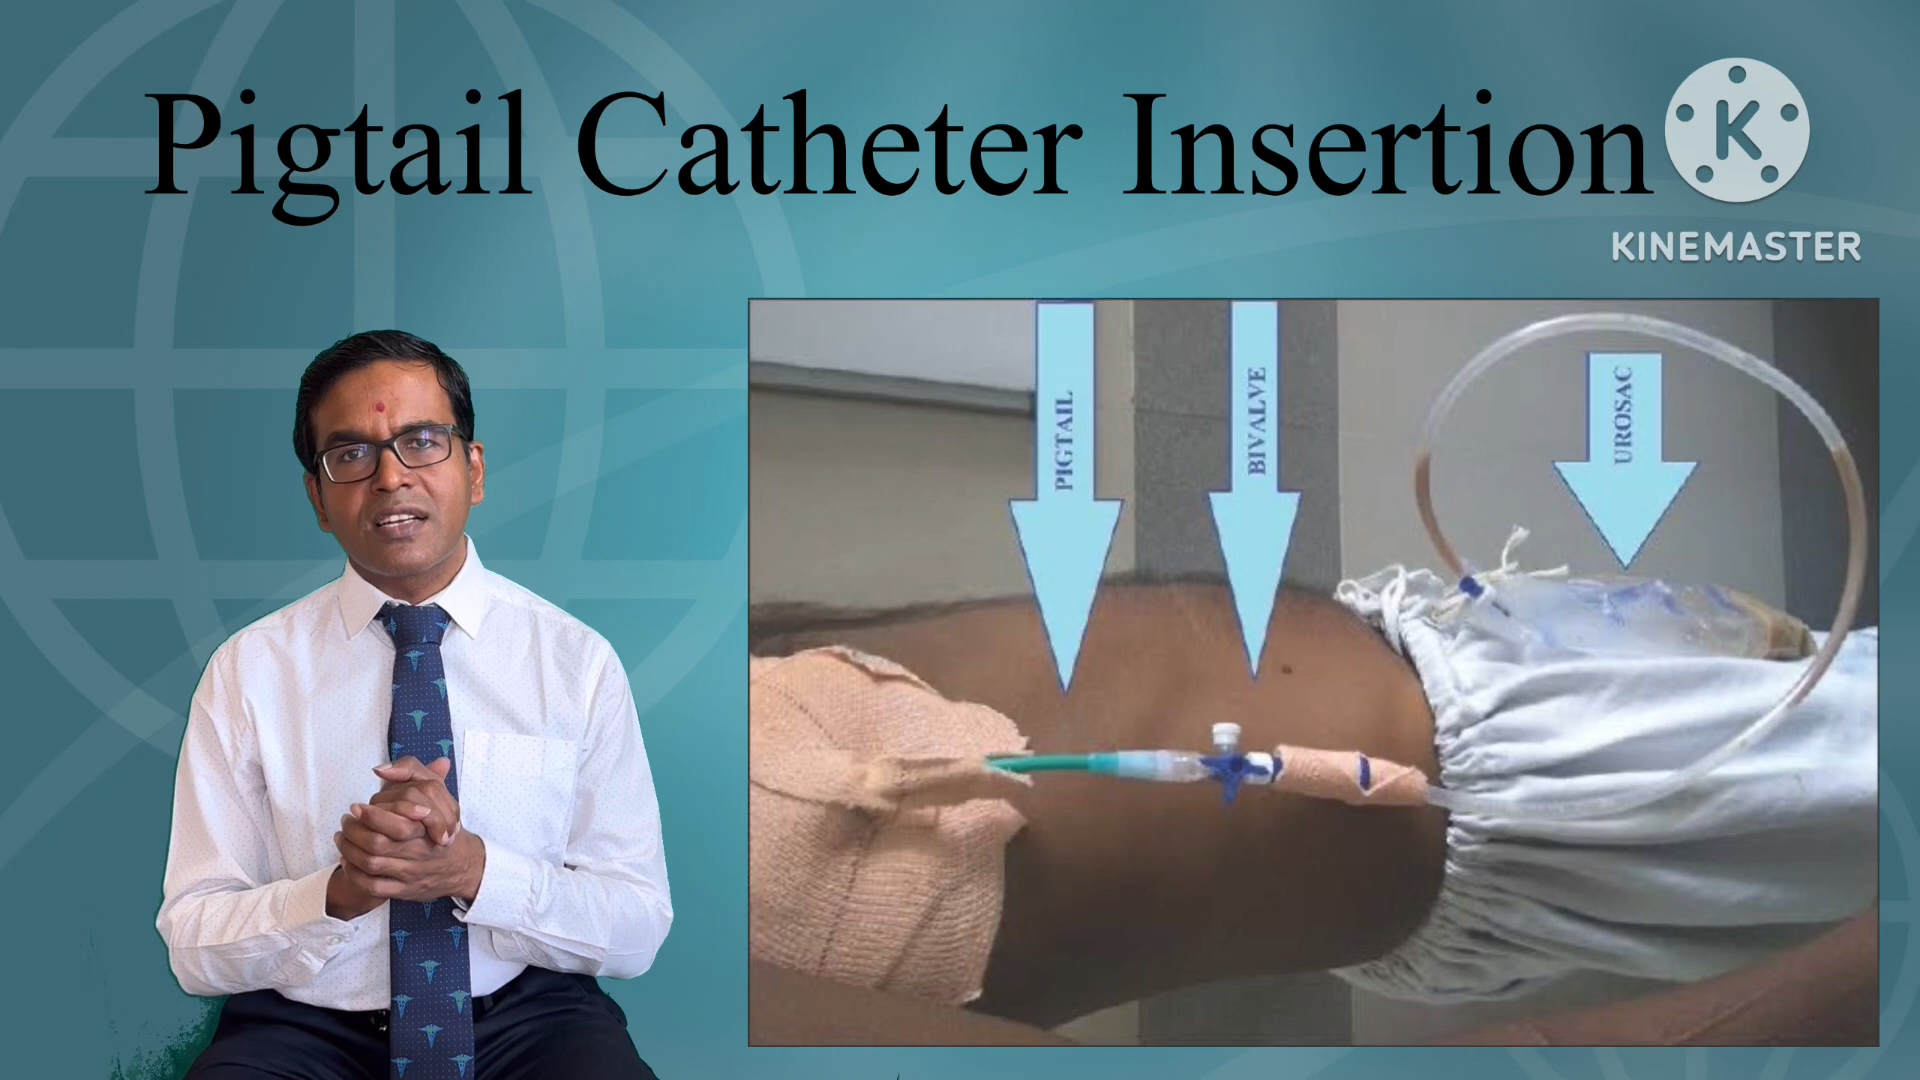 Pigtail Catheter Insertion
K
KINEMASTER
PIGTAIL
BIVALVE
UROSAC